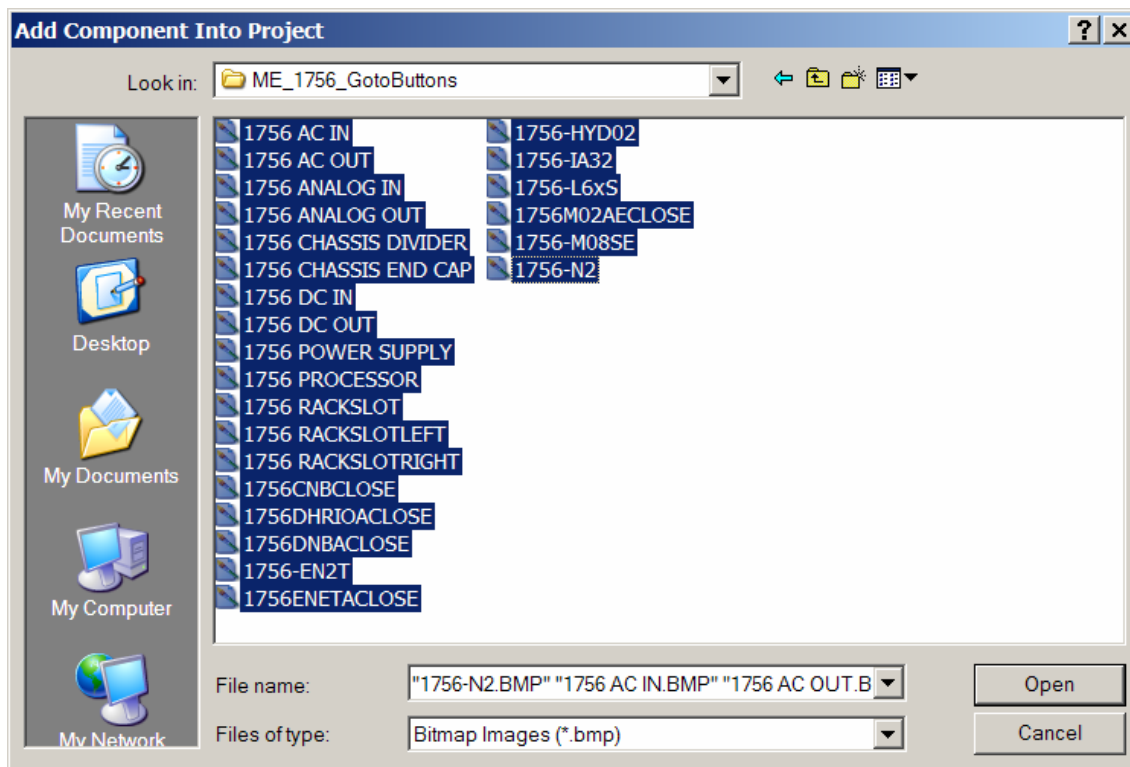 Add Component Into Project
Look in: ME_1756_GotoButtons
My Recent
Documents
Desktop
My Documents
My Computer
My Network
1756 AC IN
1756 AC OUT
1756 ANALOG IN
1756 ANALOG OUT
1756 CHASSIS DIVIDER
1756 CHASSIS END CAP
1756 DC IN
1756 DC OUT
1756 POWER SUPPLY
1756 PROCESSOR
1756 RACKSLOT
1756 RACKSLOTLEFT
1756 RACKSLOTRIGHT
1756CNBCLOSE
1756DHRIOACLOSE
1756DNBACLOSE
1756-EN2T
1756ENETACLOSE
1756-HYD02
1756-IA32
1756-L6xS
1756M02AECLOSE
1756-M08SE
1756-N2
File name: "1756-N2.BMP" "1756 AC IN.BMP" "1756 AC OUT.B
Open
Files of type: Bitmap Images (*.bmp)
Cancel